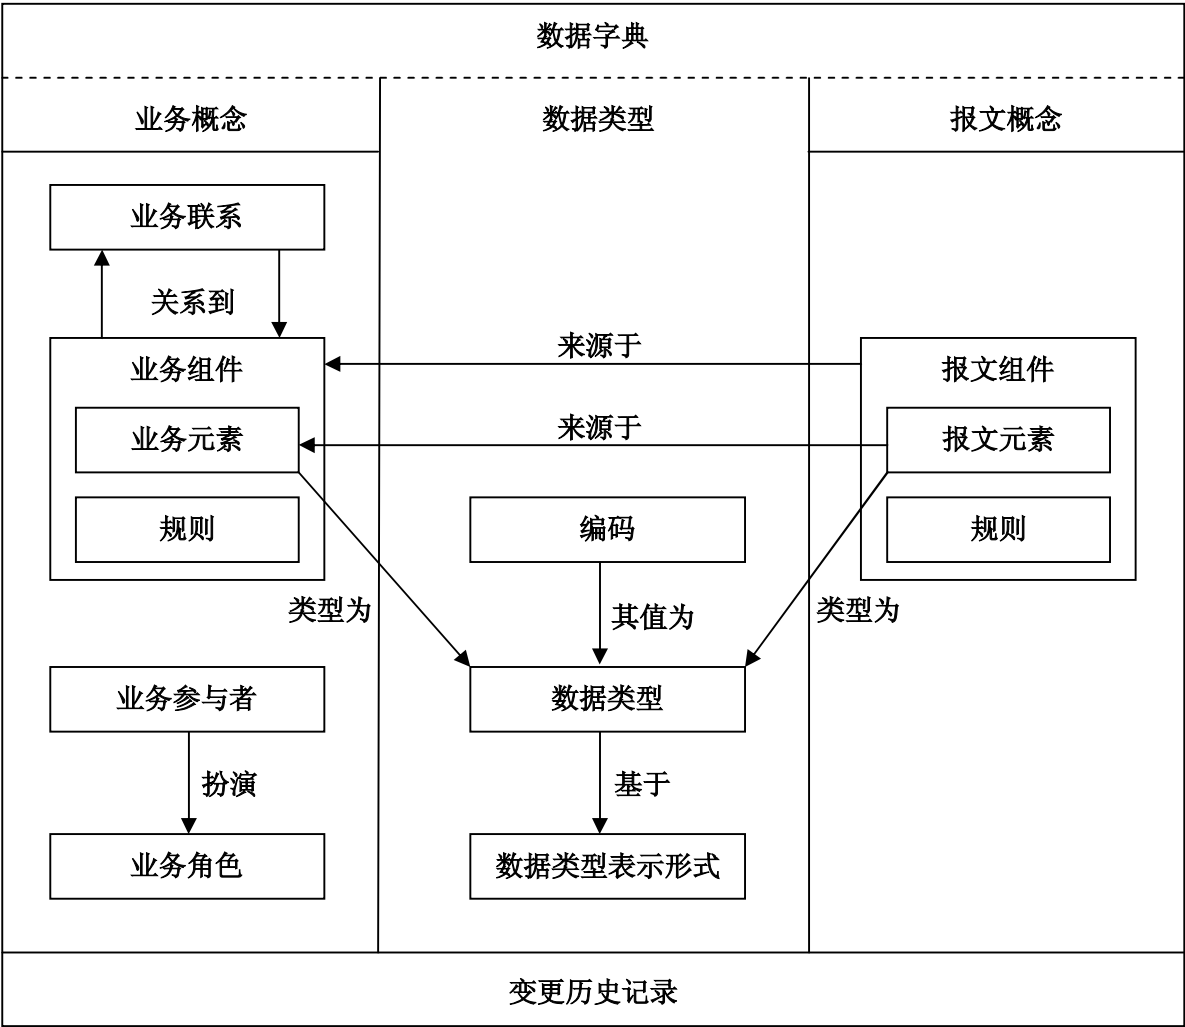 数据字典
业务概念
数据类型
报文概念
业务联系
关系到
业务组件
来源于
报文组件
业务元素
来源于
报文元素
规则
编码
规则
类型为
其值为
类型为
业务参与者
数据类型
扮演
基于
业务角色
数据类型表示形式
变更历史记录